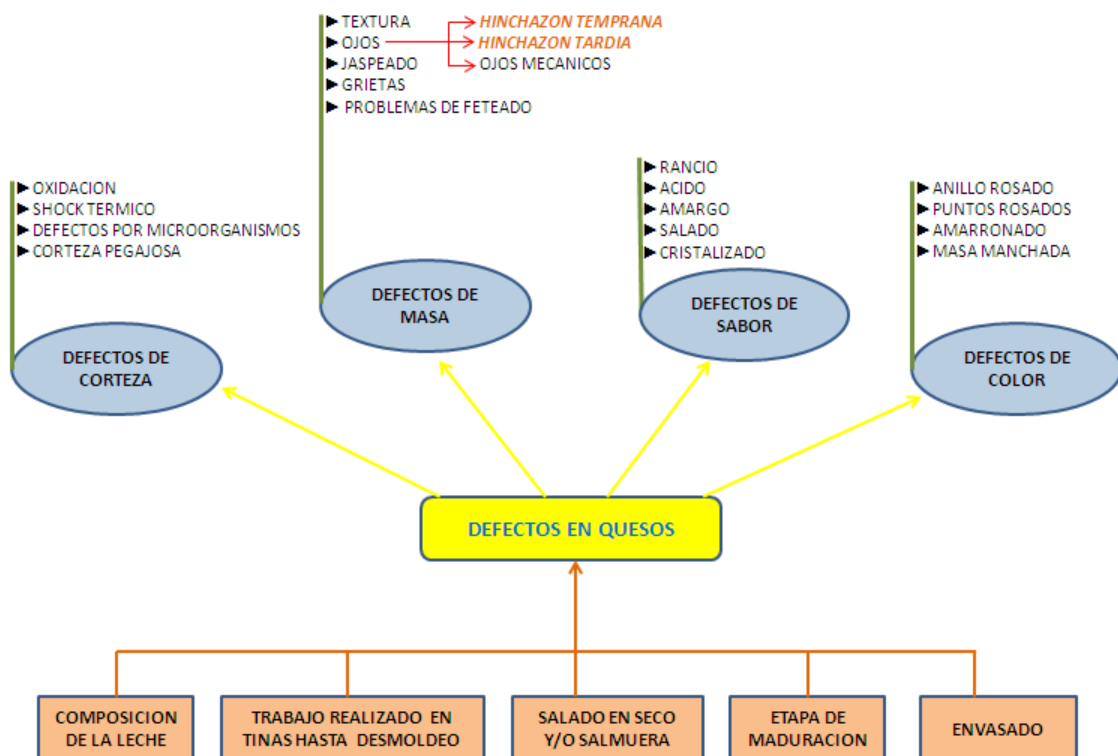 ► TEXTURA
► OJOS
► JASPEADO
► GRIETAS
► PROBLEMAS DE FETEADO
HINCHAZON TEMPRANA
HINCHAZON TARDIA
OJOS MECANICOS
► OXIDACION
► SHOCK TERMICO
► DEFECTOS POR MICROORGANISMOS
► CORTEZA PEGAJOSA
► RANCIO
► ACIDO
► AMARGO
► SALADO
► CRISTALIZADO
► ANILLO ROSADO
► PUNTOS ROSADOS
► AMARRONADO
► MASA MANCHADA
DEFECTOS DE
CORTEZA
DEFECTOS DE
MASA
DEFECTOS DE
SABOR
DEFECTOS DE
COLOR
DEFECTOS EN QUESOS
COMPOSICION
DE LA LECHE
TRABAJO REALIZADO EN
TINAS HASTA DESMOLDEO
SALADO EN SECO
Y/O SALMUERA
ETAPA DE
MADURACION
ENVASADO